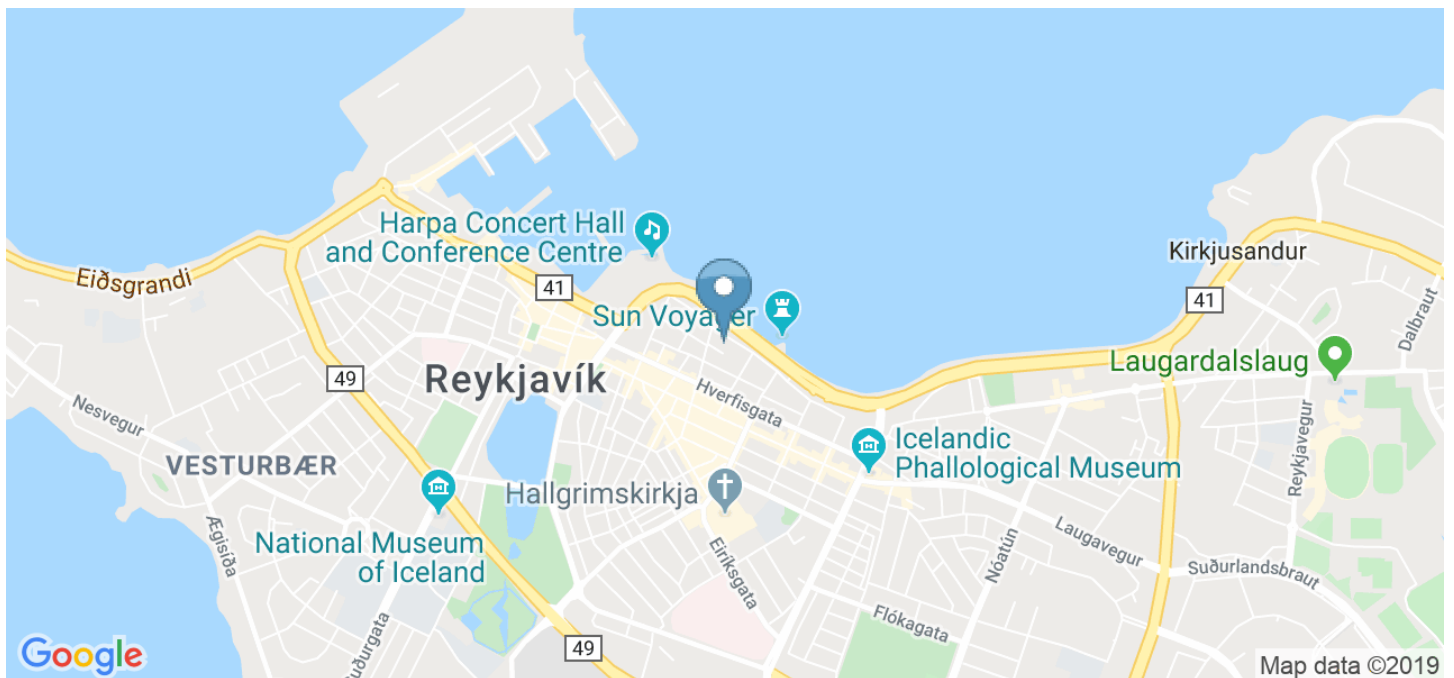 Harpa Concert Hall
and Conference Centre
Eiðsgrandi
41
Kirkjusandur
41
Sun Voyager
Dalbraut
Laugardalslaug
49
Reykjavík
Hverfisgata
Nesvegur
Icelandic
Phallological Museum
Reykjavegur
VESTURBÆR
Hallgrimskirkja
National Museum
of Iceland
Ægisíða
Eiríksgata
Nóatún
Laugavegur
Suðurlandsbraut
Flókagata
49
Suðurgata
Google
Map data ©2019